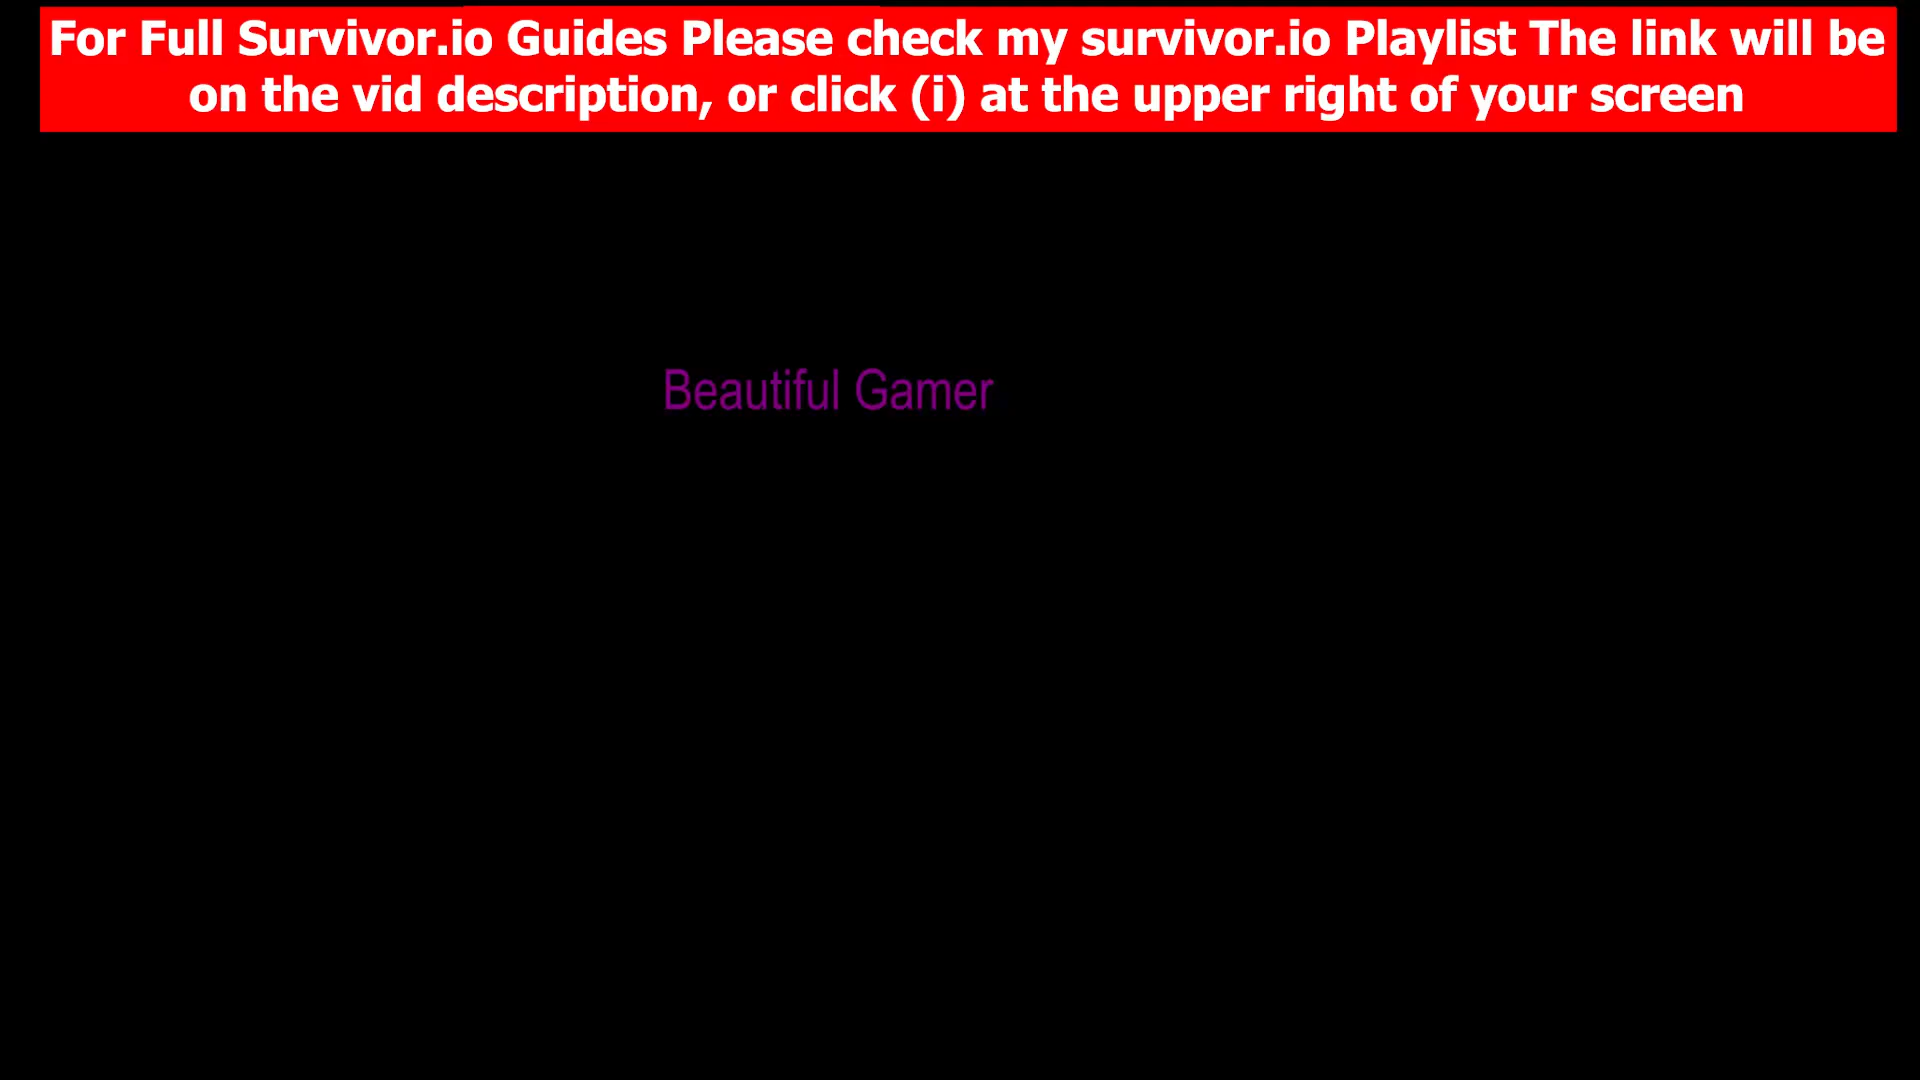 For Full Survivor.io Guides Please check my survivor.io Playlist The link will be
on the vid description, or click (i) at the upper right of your screen
Beautiful Gamer